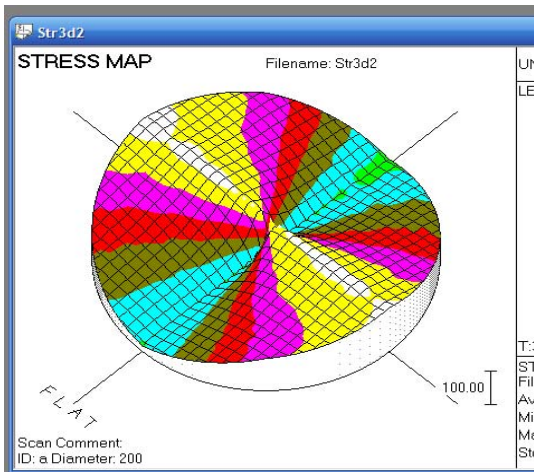 Str3d2
STRESS MAP
Filename: Str3d2
FLAT
100.00
Scan Comment:
ID: a Diameter: 200